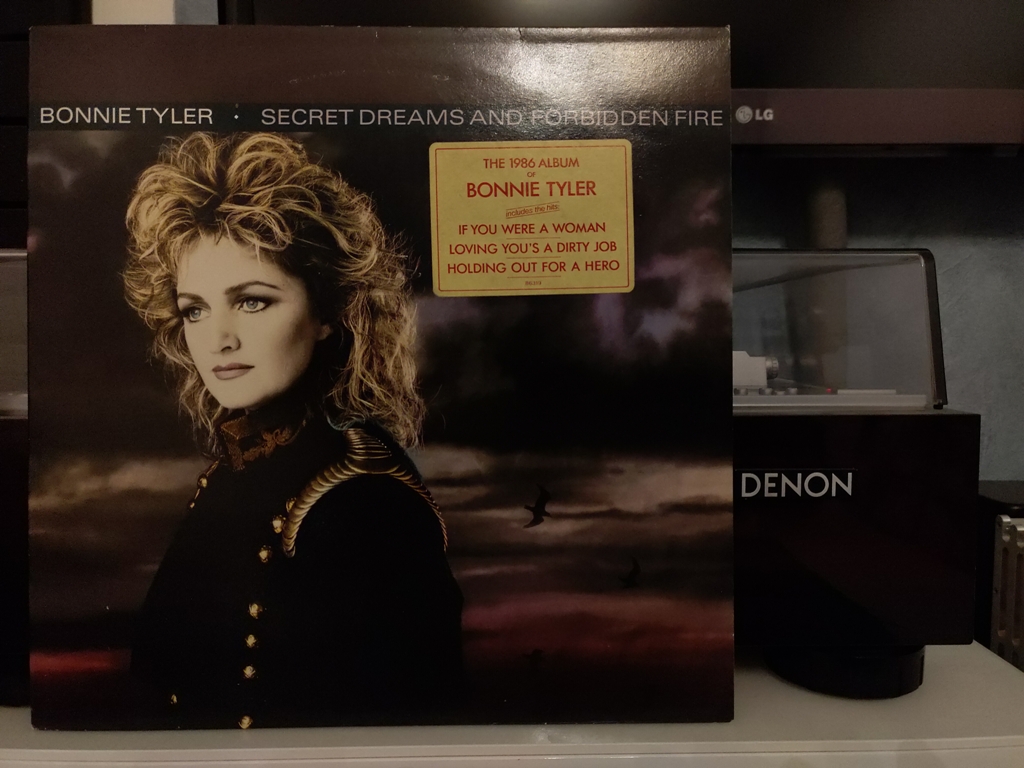 BONNIE TYLER · SECRET DREAMS AND FORBIDDEN FIRE
THE 1986 ALBUM
OF
BONNIE TYLER
includes the hits:
IF YOU WERE A WOMAN
LOVING YOU'S A DIRTY JOB
HOLDING OUT FOR A HERO
LG
DENON